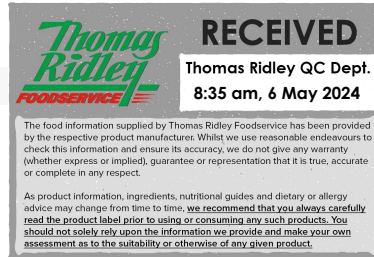 Thomas
Ridley
FOODSERVICE
RECEIVED
Thomas Ridley QC Dept.
8:35 am, 6 May 2024
The food information supplied by Thomas Ridley Foodservice has been provided
by the respective product manufacturer. Whilst we use reasonable endeavours to
check this information and ensure its accuracy, we do not give any warranty
(whether express or implied), guarantee or representation that it is true, accurate
or complete in any respect.
As product information, ingredients, nutritional guides and dietary or allergy
advice may change from time to time, we recommend that you always carefully
read the product label prior to using or consuming any such products. You
should not solely rely upon the information we provide and make your own
assessment as to the suitability or otherwise of any given product.